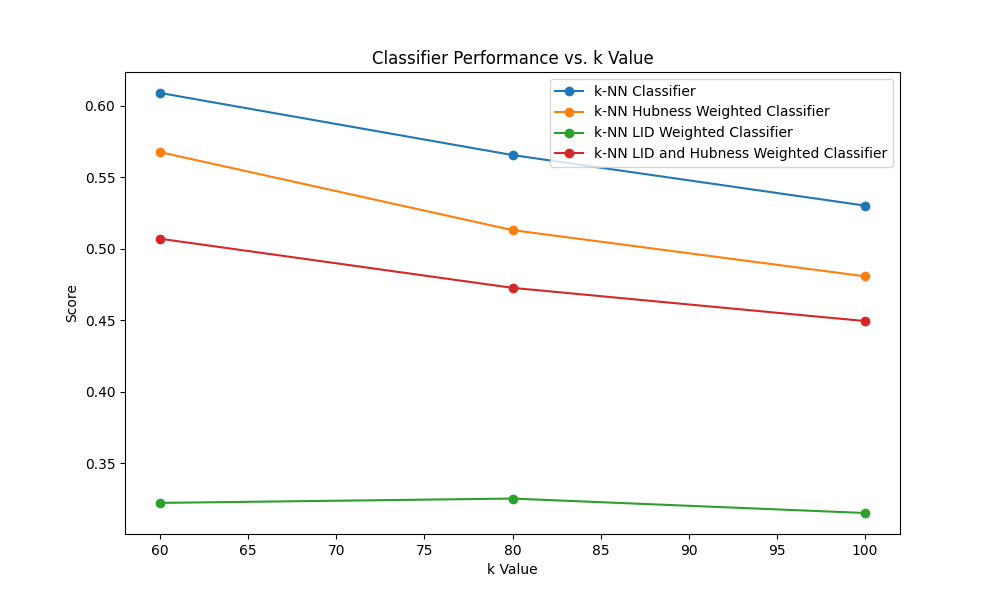 Classifier Performance vs. k Value
k-NN Classifier
k-NN Hubness Weighted Classifier
k-NN LID Weighted Classifier
k-NN LID and Hubness Weighted Classifier
Score
0.60
0.55
0.50
0.45
0.40
0.35
60 65 70 75 80 85 90 95 100
k Value